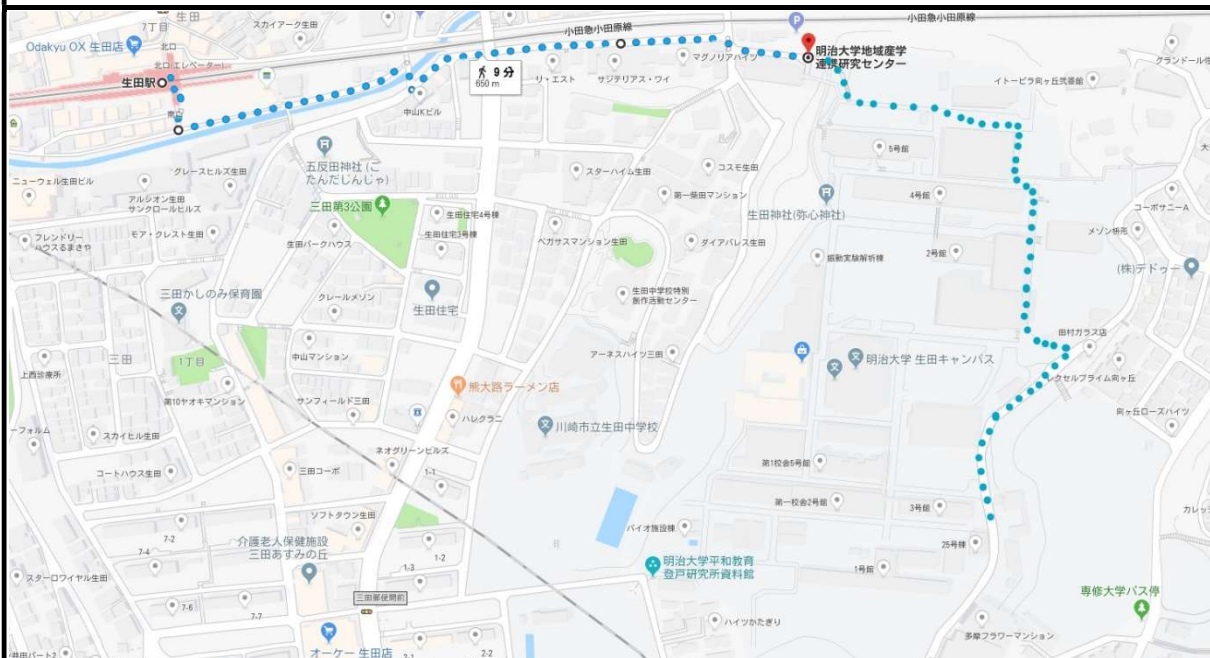 生田
7丁目
スカイアーク生田
小田急小田原線
小田急小田原線
Odakyu OX 生田店
北口
北口(エレベーター)
生田駅
南口
9 分
650 m
リ・エスト
サジテリアス・ワイ
マグノリアハイツ
明治大学地域産学
連携研究センター
イトーピア向ヶ丘弐番館
中山Kビル
五反田神社 (ご
たんだじんじゃ)
グレースヒルズ生田
ニューウェル生田ビル
アルシオン生田
サンクロールヒルズ
三田第3公園
生田住宅4号棟
生田住宅3号棟
モア・クレスト生田
フレンドリー
ハウスるまきや
生田パークハウス
スターハイム生田
コスモ生田
第一柴田マンション
ペガサスマンション生田
ダイアパレス生田
生田神社(弥心神社)
5号館
4号館
2号館
振動実験解析棟
コーポサニーA
メゾン枡形
(株)デドゥー
三田かしのみ保育園
クレールメゾン
生田住宅
生田中学校特別
創作活動センター
三田
1丁目
中山マンション
アーネスハイツ三田
明治大学 生田キャンパス
田村ガラス店
レクセルプライム向ヶ丘
上西診療所
第10ヤオキマンション
サンフィールド三田
熊大路ラーメン店
ハレクラニ
向ヶ丘ローズハイツ
ーフォルム
スカイヒル生田
川崎市立生田中学校
ネオグリーンヒルズ
コートハウス生田
三田コーポ
1-1
第1校舎6号館
第一校舎2号館
3号館
ソフトタウン生田
バイオ施設棟
25号棟
カレッ
7-2
7-4
介護老人保健施設
三田あすみの丘
1-2
1-3
明治大学平和教育
登戸研究所資料館
1号館
スターロワイヤル生田
7-6
7-7
三田郵便局前
専修大学バス停
ハイツかたぎり
多摩フラワーマンション
オーケー 生田店
2-1
2-2